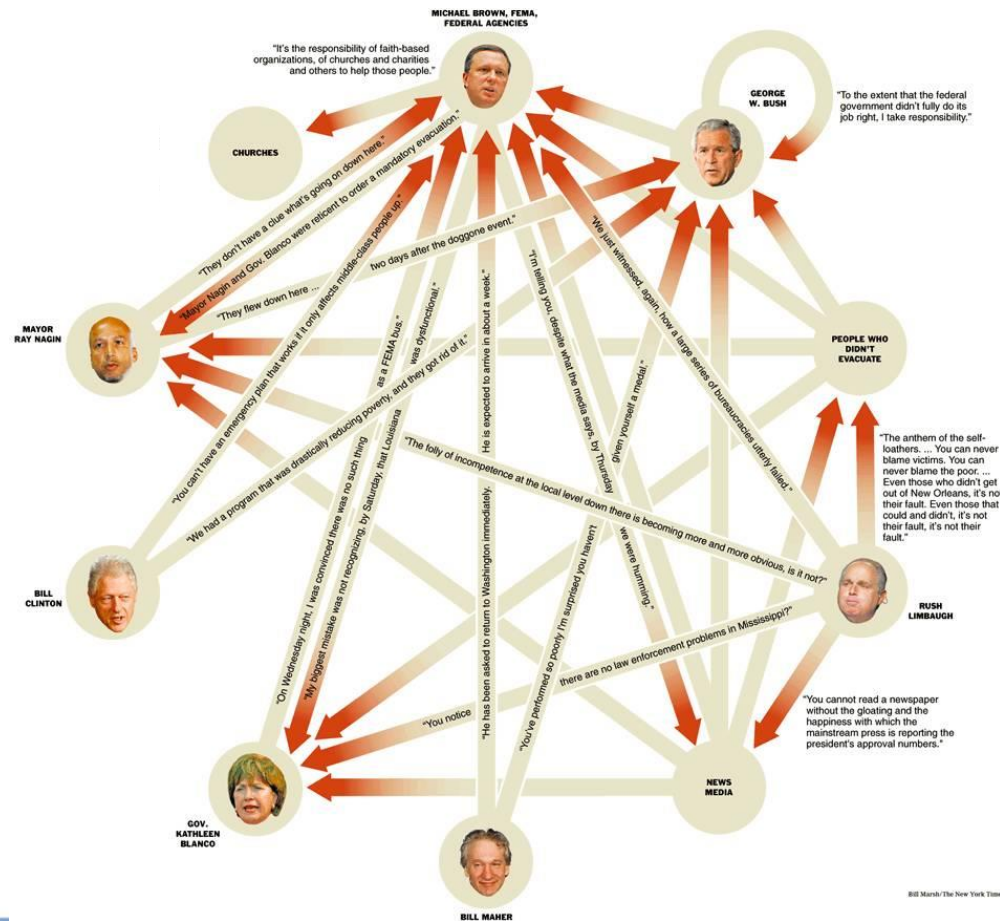 MICHAEL BROWN, FEMA,
FEDERAL AGENCIES
"It's the responsibility of faith-based
organizations, of churches and charities
and others to help those people."
GEORGE
W. BUSH
"To the extent that the federal
government didn't fully do its
job right, I take responsibility."
CHURCHES
"They don't have a clue what's going on down here."
"Mayor Nagin and Gov. Blanco were reticent to order a mandatory evacuation."
"They flew down here ... two days after the doggone event."
MAYOR
RAY NAGIN
PEOPLE WHO
DIDN'T
EVACUATE
"You can't have an emergency plan that works if it only affects middle-class people up."
"We had a program that was drastically reducing poverty, and they got rid of it."
"On Wednesday night, I was convinced there was no such thing as a FEMA bus."
"My biggest mistake was not recognizing, by Saturday, that Louisiana was dysfunctional."
"He has been asked to return to Washington immediately. He is expected to arrive in about a week."
"You've performed so poorly I'm surprised you haven't given yourself a medal."
"I'm telling you, despite what the media says, by Thursday we were humming."
"We just witnessed, again, how a large series of bureaucracies utterly failed."
"The folly of incompetence at the local level down there is becoming more and more obvious, is it not?"
"You notice there are no law enforcement problems in Mississippi?"
"The anthem of the self-
loathers. ... You can never
blame victims. You can
never blame the poor. ...
Even those who didn't get
out of New Orleans, it's no
their fault. Even those that
could and didn't, it's not
their fault, it's not their
fault."
BILL
CLINTON
RUSH
LIMBAUGH
"You cannot read a newspaper
without the gloating and the
happiness with which the
mainstream press is reporting the
president's approval numbers."
NEWS
MEDIA
GOV.
KATHLEEN
BLANCO
BILL MAHER
Bill Marsh/The New York Time